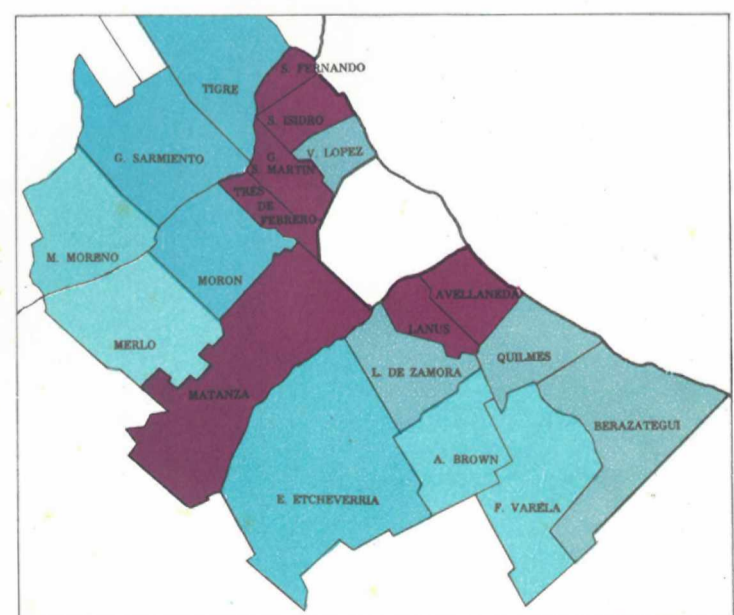 S. FERNANDO
TIGRE
S. ISIDRO
V. LOPEZ
G. SARMIENTO
G.
S. MARTIN
TRES
DE
FEBRERO
M. MORENO
MORON
AVELLANEDA
LANUS
MERLO
QUILMES
L. DE ZAMORA
MATANZA
BERAZATEGUI
A. BROWN
E. ETCHEVERRIA
F. VARELA